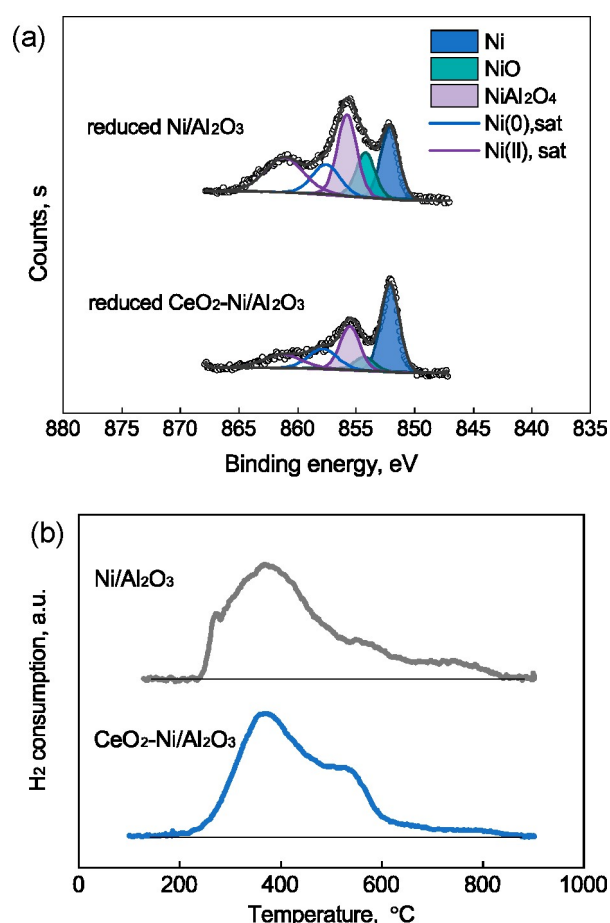 (a)
Ni
NiO
NiAl₂O₄
Ni(0),sat
Ni(II), sat
reduced Ni/Al₂O₃
reduced CeO₂-Ni/Al₂O₃
Counts, s
880 875 870 865 860 855 850 845 840 835
Binding energy, eV
(b)
Ni/Al₂O₃
CeO₂-Ni/Al₂O₃
H₂ consumption, a.u.
0 200 400 600 800 1000
Temperature, °C